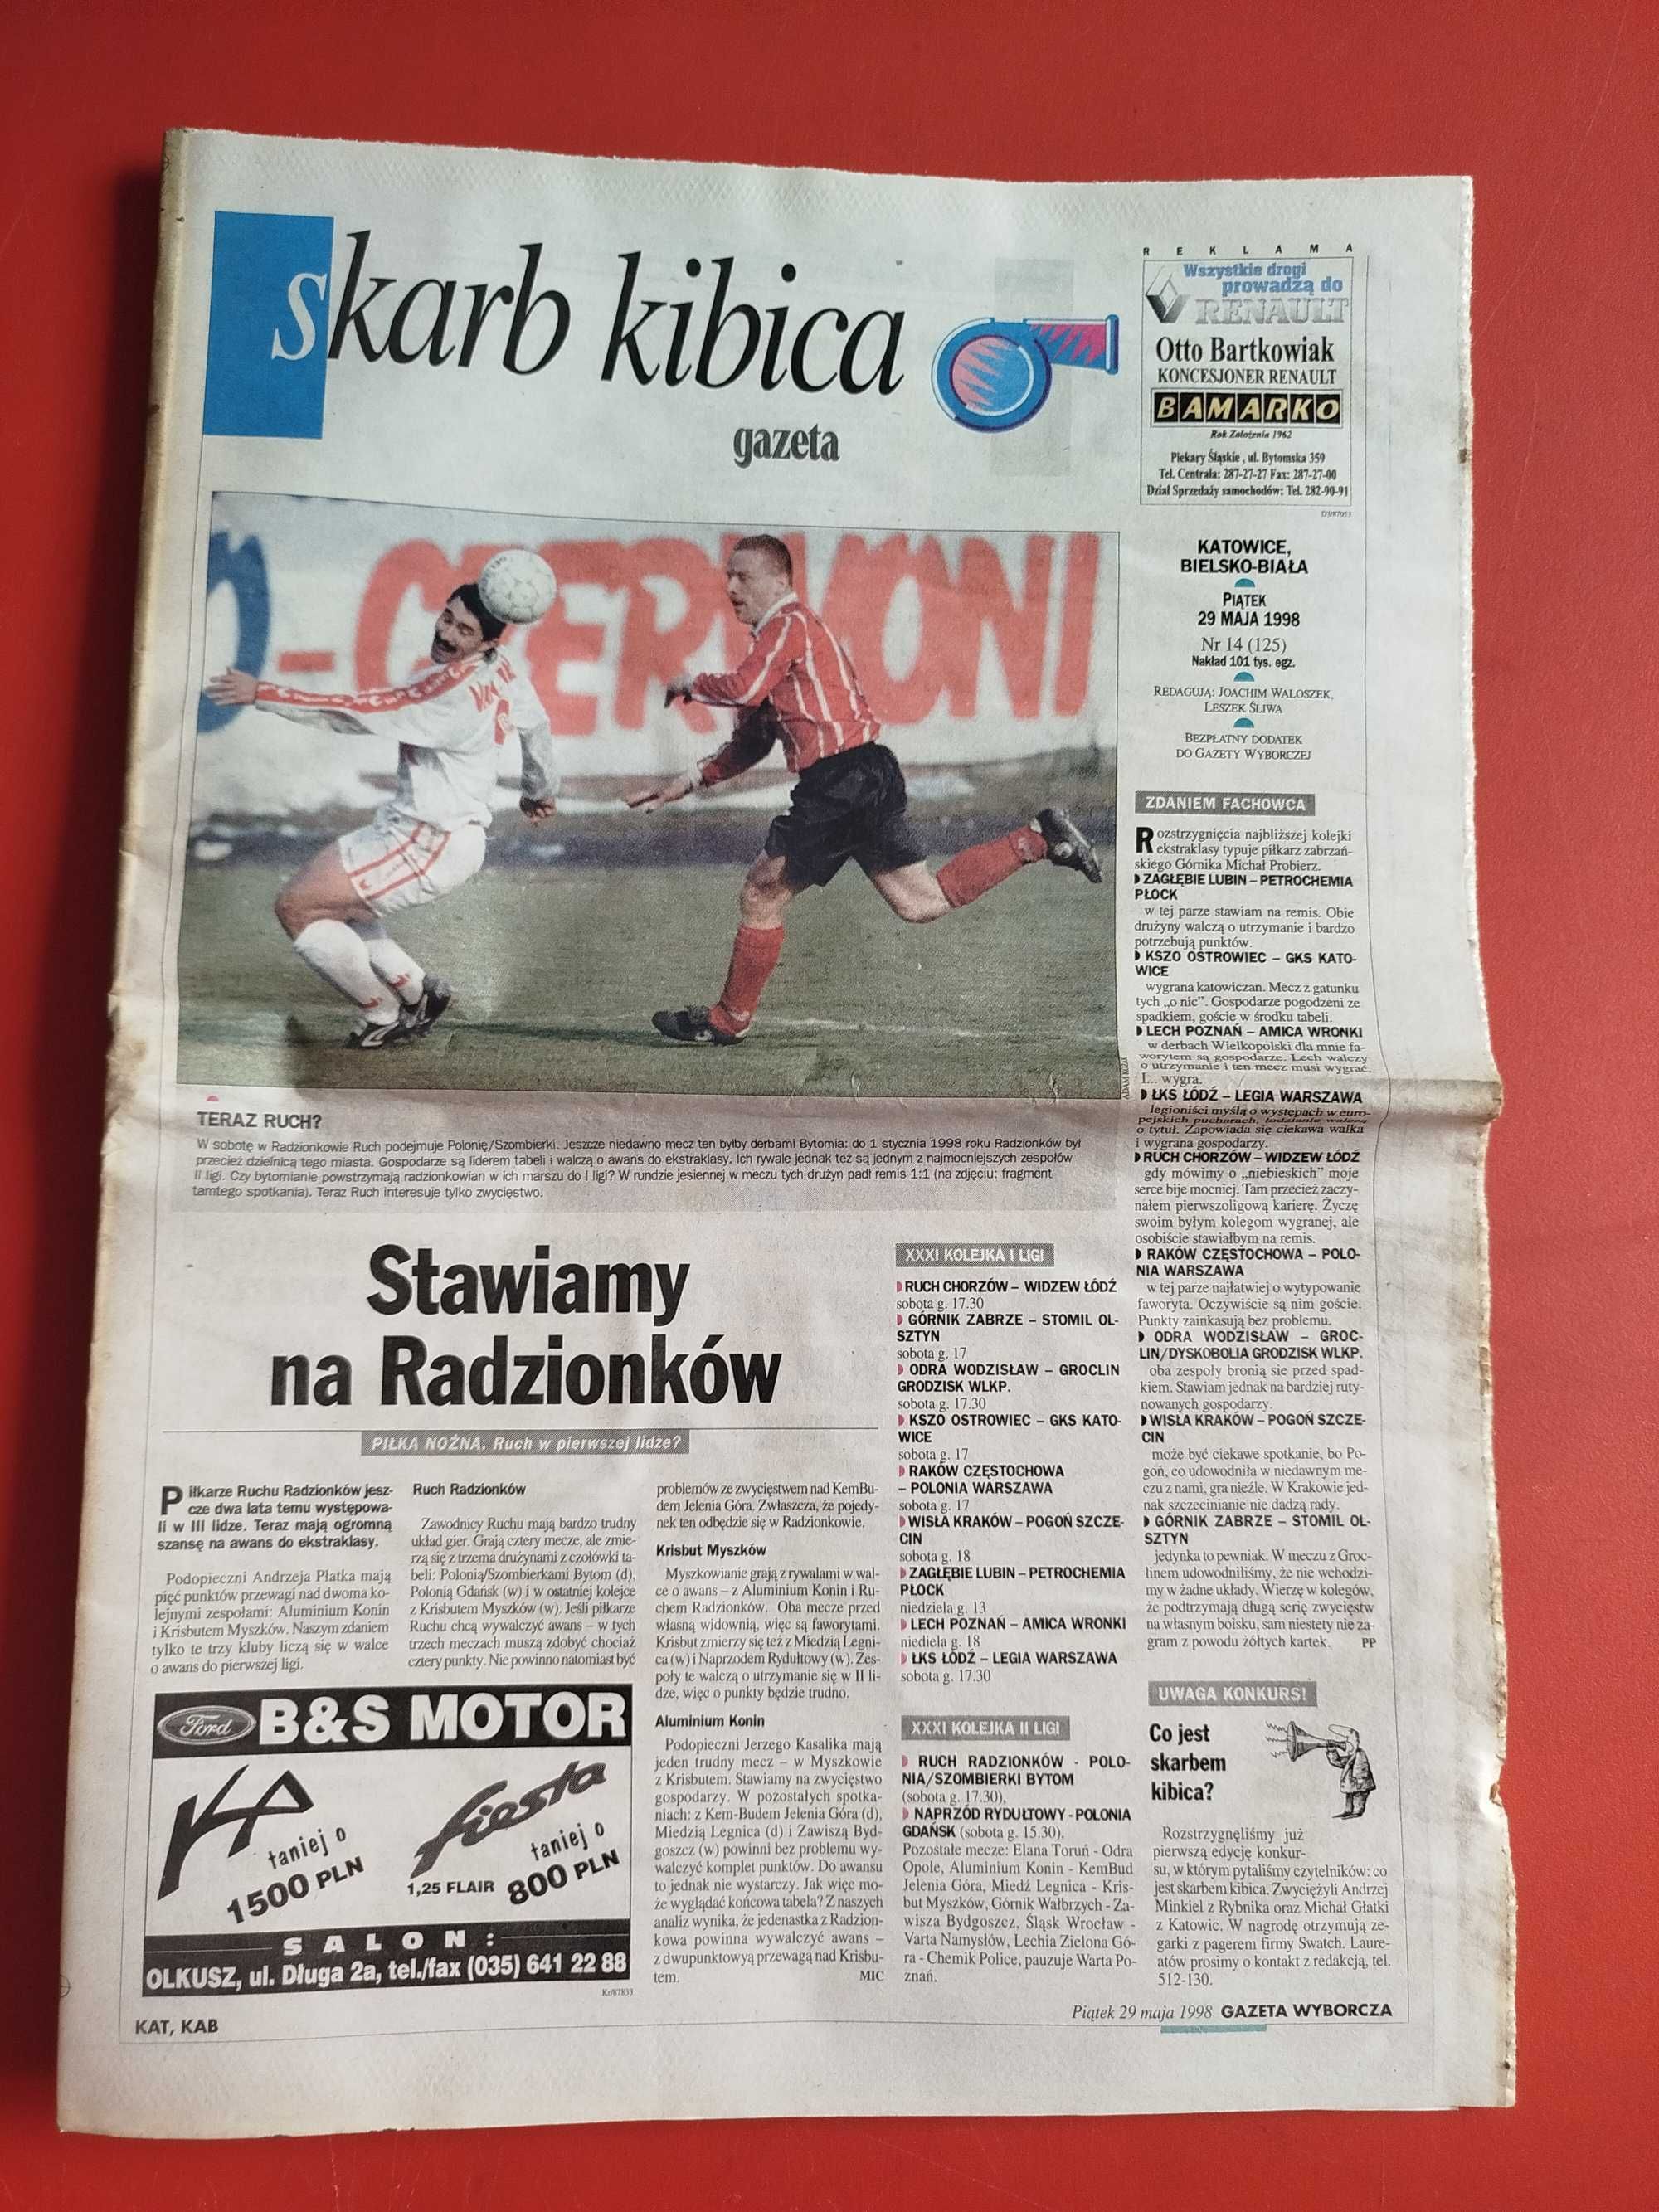 skarb kibica
gazeta
R E K L A M A
Wszystkie drogi
prowadzą do
RENAULT
Otto Bartkowiak
KONCESJONER RENAULT
BAMARKO
Rok Założenia 1962
Piekary Śląskie, ul. Bytomska 359
Tel. Centrala: 287-27-27 Fax: 287-27-00
Dział Sprzedaży samochodów: Tel. 282-90-91
KATOWICE,
BIELSKO-BIAŁA
PIĄTEK
29 MAJA 1998
Nr 14 (125)
Nakład 101 tys. egz.
REDAGUJĄ: JOACHIM WALOSZEK,
LESZEK ŚLIWA
BEZPŁATNY DODATEK
DO GAZETY WYBORCZEJ
O-CZERWONI
TERAZ RUCH?
W sobotę w Radzionkowie Ruch podejmuje Polonię/Szombierki. Jeszcze niedawno mecz ten byłby derbami Bytomia: do 1 stycznia 1998 roku Radzionków był
przecież dzielnicą tego miasta. Gospodarze są liderem tabeli i walczą o awans do ekstraklasy. Ich rywale jednak też są jednym z najmocniejszych zespołów
II ligi. Czy bytomianie powstrzymają radzionkowian w ich marszu do I ligi? W rundzie jesiennej w meczu tych drużyn padł remis 1:1 (na zdjęciu: fragment
tamtego spotkania). Teraz Ruch interesuje tylko zwycięstwo.
Stawiamy
na Radzionków
PIŁKA NOŻNA. Ruch w pierwszej lidze?
Piłkarze Ruchu Radzionków jesz-
cze dwa lata temu występowa-
li w III lidze. Teraz mają ogromną
szansę na awans do ekstraklasy.
Podopieczni Andrzeja Płatka mają
pięć punktów przewagi nad dwoma ko-
lejnymi zespołami: Aluminium Konin
i Krisbutem Myszków. Naszym zdaniem
tylko te trzy kluby liczą się w walce
o awans do pierwszej ligi.
Ruch Radzionków
Zawodnicy Ruchu mają bardzo trudny
układ gier. Grają cztery mecze, ale zmie-
rzą się z trzema drużynami z czołówki ta-
beli: Polonią/Szombierkami Bytom (d),
Polonią Gdańsk (w) i w ostatniej kolejce
z Krisbutem Myszków (w). Jeśli piłkarze
Ruchu chcą wywalczyć awans – w tych
trzech meczach muszą zdobyć chociaż
cztery punkty. Nie powinno natomiast być
problemów ze zwycięstwem nad KemBu-
dem Jelenia Góra. Zwłaszcza, że pojedy-
nek ten odbędzie się w Radzionkowie.
Krisbut Myszków
Myszkowianie grają z rywalami w wal-
ce o awans – z Aluminium Konin i Ru-
chem Radzionków. Oba mecze przed
własną widownią, więc są faworytami.
Krisbut zmierzy się też z Miedzią Legni-
ca (w) i Naprzodem Rydułtowy (w). Zes-
poły te walczą o utrzymanie się w II li-
dze, więc o punkty będzie trudno.
Aluminium Konin
Podopieczni Jerzego Kasalika mają
jeden trudny mecz – w Myszkowie
z Krisbutem. Stawiamy na zwycięstwo
gospodarzy. W pozostałych spotka-
niach: z Kem-Budem Jelenia Góra (d),
Miedzią Legnica (d) i Zawiszą Byd-
goszcz (w) powinni bez problemu wy-
walczyć komplet punktów. Do awansu
to jednak nie wystarczy. Jak więc mo-
że wyglądać końcowa tabela? Z naszych
analiz wynika, że jedenastka z Radzion-
kowa powinna wywalczyć awans –
z dwupunktową przewagą nad Krisbu-
tem. MIC
Ford B&S MOTOR
KA
taniej o
1500 PLN
fiesta
1,25 FLAIR
taniej o
800 PLN
SALON:
OLKUSZ, ul. Długa 2a, tel./fax (035) 641 22 88
Kr/87833
XXXI KOLEJKA I LIGI
RUCH CHORZÓW – WIDZEW ŁÓDŹ
sobota g. 17.30
GÓRNIK ZABRZE – STOMIL OL-
SZTYN
sobota g. 17
ODRA WODZISŁAW – GROCLIN
GRODZISK WLKP.
sobota g. 17.30
KSZO OSTROWIEC – GKS KATO-
WICE
sobota g. 17
RAKÓW CZĘSTOCHOWA
– POLONIA WARSZAWA
sobota g. 17
WISŁA KRAKÓW – POGOŃ SZCZE-
CIN
sobota g. 18
ZAGŁĘBIE LUBIN – PETROCHEMIA
PŁOCK
niedziela g. 13
LECH POZNAŃ – AMICA WRONKI
niediela g. 18
ŁKS ŁÓDŹ – LEGIA WARSZAWA
sobota g. 17.30
XXXI KOLEJKA II LIGI
RUCH RADZIONKÓW - POLO-
NIA/SZOMBIERKI BYTOM
(sobota g. 17.30),
NAPRZÓD RYDUŁTOWY - POLONIA
GDAŃSK (sobota g. 15.30).
Pozostałe mecze: Elana Toruń - Odra
Opole, Aluminium Konin - KemBud
Jelenia Góra, Miedź Legnica - Kris-
but Myszków, Górnik Wałbrzych - Za-
wisza Bydgoszcz, Śląsk Wrocław -
Varta Namysłów, Lechia Zielona Gó-
ra - Chemik Police, pauzuje Warta Po-
znań.
ZDANIEM FACHOWCA
Rozstrzygnięcia najbliższej kolejki
ekstraklasy typuje piłkarz zabrzań-
skiego Górnika Michał Probierz.
ZAGŁĘBIE LUBIN – PETROCHEMIA
PŁOCK
w tej parze stawiam na remis. Obie
drużyny walczą o utrzymanie i bardzo
potrzebują punktów.
KSZO OSTROWIEC – GKS KATO-
WICE
wygrana katowiczan. Mecz z gatunku
tych „o nic”. Gospodarze pogodzeni ze
spadkiem, goście w środku tabeli.
LECH POZNAŃ – AMICA WRONKI
w derbach Wielkopolski dla mnie fa-
worytem są gospodarze. Lech walczy
o utrzymanie i ten mecz musi wygrać.
I... wygra.
ŁKS ŁÓDŹ – LEGIA WARSZAWA
legioniści myślą o występach w euro-
pejskich pucharach, łodzianie walczą
o tytuł. Zapowiada się ciekawa walka
i wygrana gospodarzy.
RUCH CHORZÓW – WIDZEW ŁÓDŹ
gdy mówimy o „niebieskich” moje
serce bije mocniej. Tam przecież zaczy-
nałem pierwszoligową karierę. Życzę
swoim byłym kolegom wygranej, ale
osobiście stawiałbym na remis.
RAKÓW CZĘSTOCHOWA – POLO-
NIA WARSZAWA
w tej parze najłatwiej o wytypowanie
faworyta. Oczywiście są nim goście.
Punkty zainkasują bez problemu.
ODRA WODZISŁAW – GROC-
LIN/DYSKOBOLIA GRODZISK WLKP.
oba zespoły bronią sie przed spad-
kiem. Stawiam jednak na bardziej ruty-
nowanych gospodarzy.
WISŁA KRAKÓW – POGOŃ SZCZE-
CIN
może być ciekawe spotkanie, bo Po-
goń, co udowodniła w niedawnym me-
czu z nami, gra nieźle. W Krakowie jed-
nak szczecinianie nie dadzą rady.
GÓRNIK ZABRZE – STOMIL OL-
SZTYN
jedynka to pewniak. W meczu z Groc-
linem udowodniliśmy, że nie wchodzi-
my w żadne układy. Wierzę w kolegów,
że podtrzymają długą serię zwycięstw
na własnym boisku, sam niestety nie za-
gram z powodu żółtych kartek. PP
UWAGA KONKURS!
Co jest
skarbem
kibica?
Rozstrzygnęliśmy już
pierwszą edycję konkur-
su, w którym pytaliśmy czytelników: co
jest skarbem kibica. Zwyciężyli Andrzej
Minkiel z Rybnika oraz Michał Głatki
z Katowic. W nagrodę otrzymują ze-
garki z pagerem firmy Swatch. Laure-
atów prosimy o kontakt z redakcją, tel.
512-130.
KAT, KAB
Piątek 29 maja 1998 GAZETA WYBORCZA